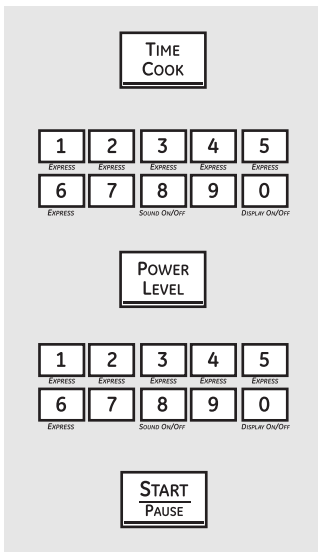 TIME
COOK
1 2 3 4 5
EXPRESS EXPRESS EXPRESS EXPRESS EXPRESS
6 7 8 9 0
EXPRESS SOUND ON/OFF DISPLAY ON/OFF
POWER
LEVEL
1 2 3 4 5
EXPRESS EXPRESS EXPRESS EXPRESS EXPRESS
6 7 8 9 0
EXPRESS SOUND ON/OFF DISPLAY ON/OFF
START
PAUSE